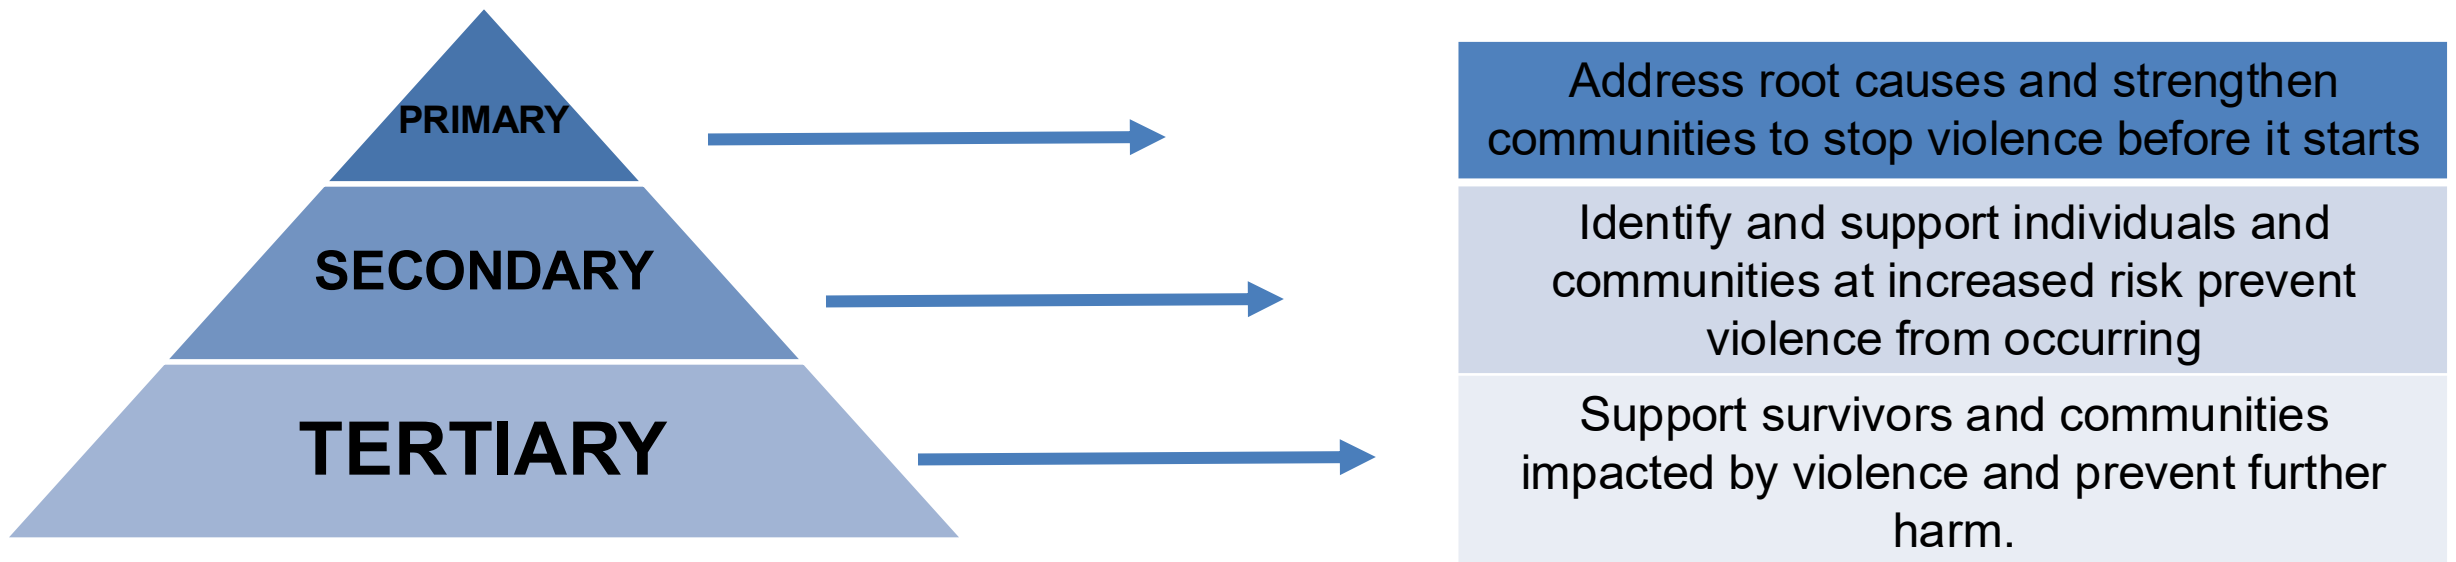 PRIMARY
Address root causes and strengthen
communities to stop violence before it starts
SECONDARY
Identify and support individuals and
communities at increased risk prevent
violence from occurring
TERTIARY
Support survivors and communities
impacted by violence and prevent further
harm.